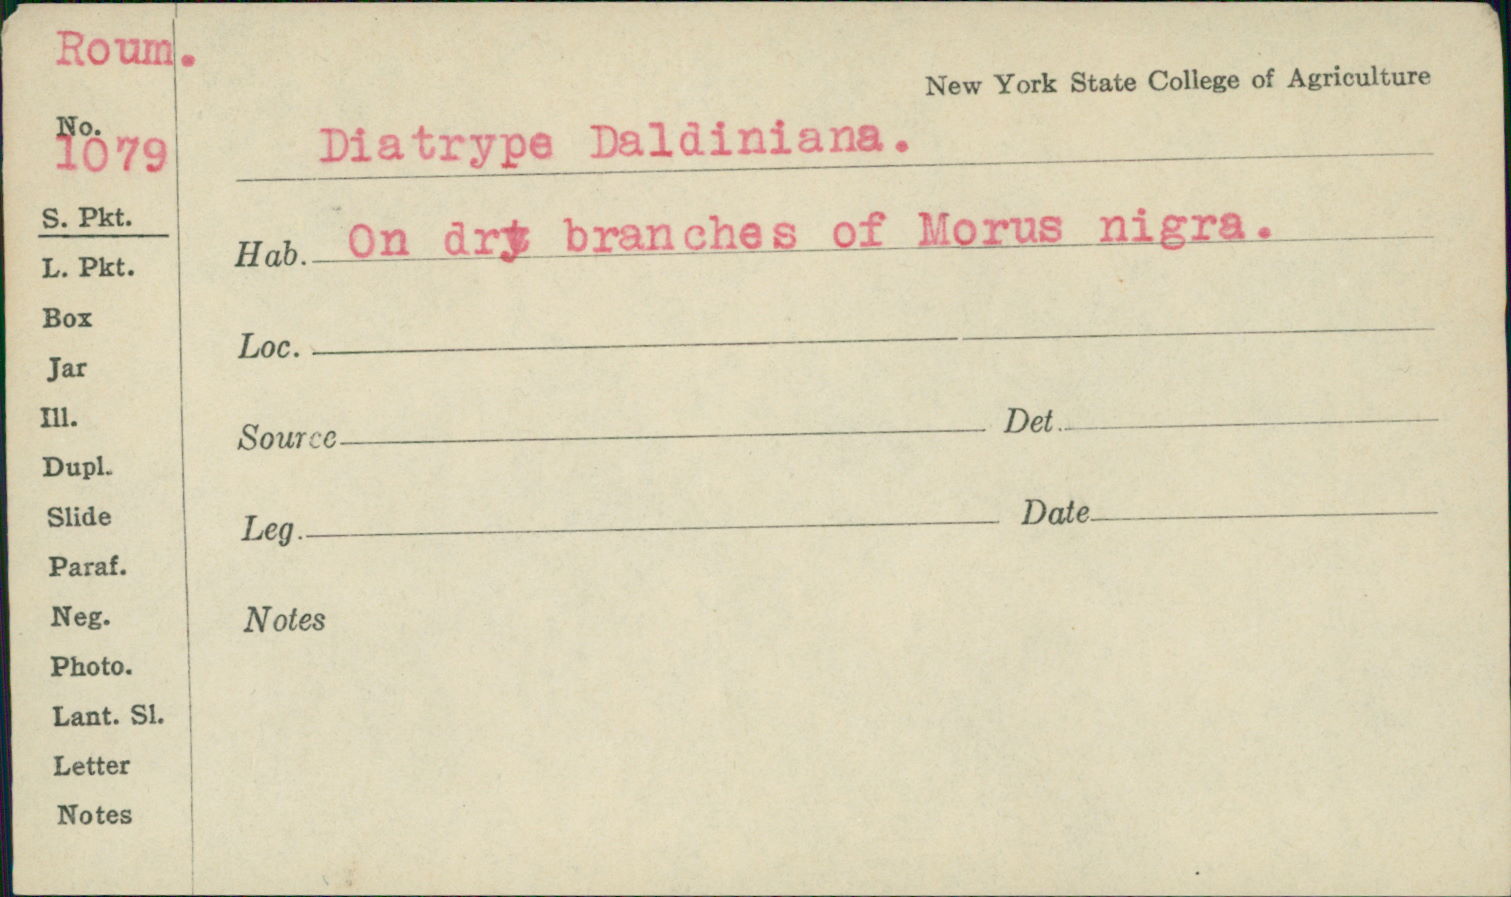 Roum.
New York State College of Agriculture
No.
1079
Diatrype Daldiniana.
S. Pkt.
Hab. On dry branches of Morus nigra.
L. Pkt.
Box
Loc.
Jar
Ill.
Source Det.
Dupl.
Slide
Leg. Date
Paraf.
Neg.
Notes
Photo.
Lant. Sl.
Letter
Notes